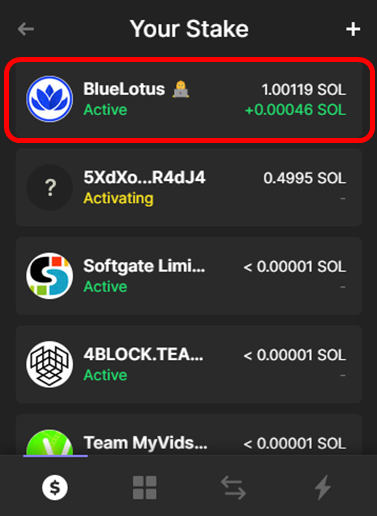 Your Stake
BlueLotus 1.00119 SOL
Active +0.00046 SOL
? 5XdXo...R4dJ4 0.4995 SOL
Activating -
Softgate Limi... < 0.00001 SOL
Active -
4BLOCK.TEA... < 0.00001 SOL
Active -
Team MyVids... < 0.00001 SOL